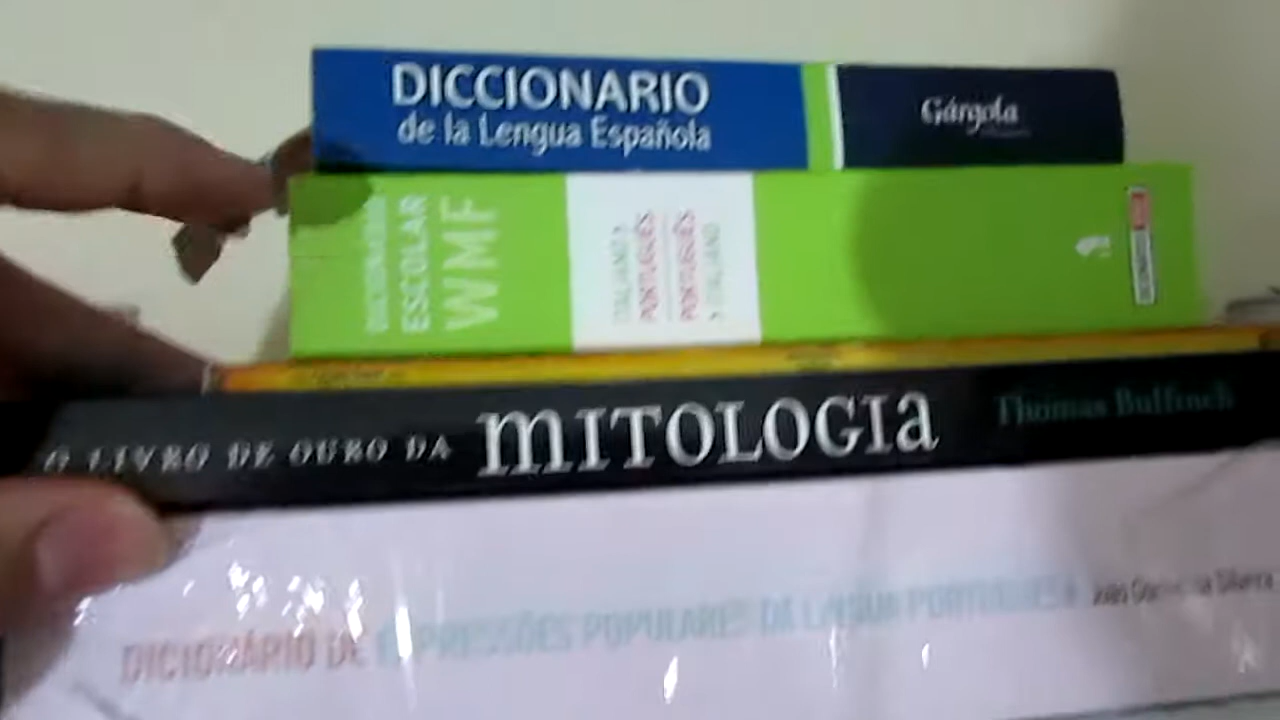 DICCIONARIO
de la Lengua Española
Gárgola
DICIONÁRIO
ESCOLAR
WMF
ITALIANO
PORTUGUÊS
PORTUGUÊS
ITALIANO
O LIVRO DE OURO DA MITOLOGIA Thomas Bulfinch
DICIONÁRIO DE EXPRESSÕES POPULARES DA LÍNGUA PORTUGUESA